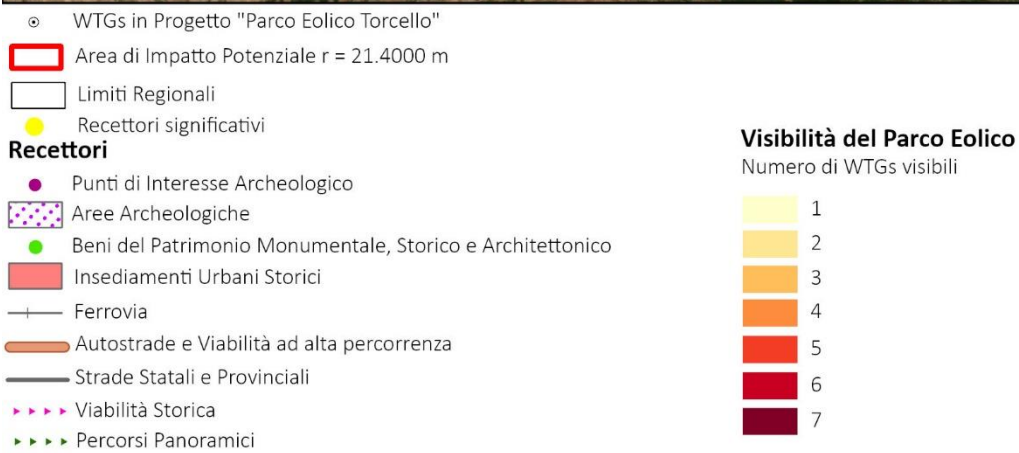 WTGs in Progetto "Parco Eolico Torcello"
Area di Impatto Potenziale r = 21.4000 m
Limiti Regionali
Recettori significativi
Recettori
Punti di Interesse Archeologico
Aree Archeologiche
Beni del Patrimonio Monumentale, Storico e Architettonico
Insediamenti Urbani Storici
Ferrovia
Autostrade e Viabilità ad alta percorrenza
Strade Statali e Provinciali
Viabilità Storica
Percorsi Panoramici
Visibilità del Parco Eolico
Numero di WTGs visibili
1
2
3
4
5
6
7